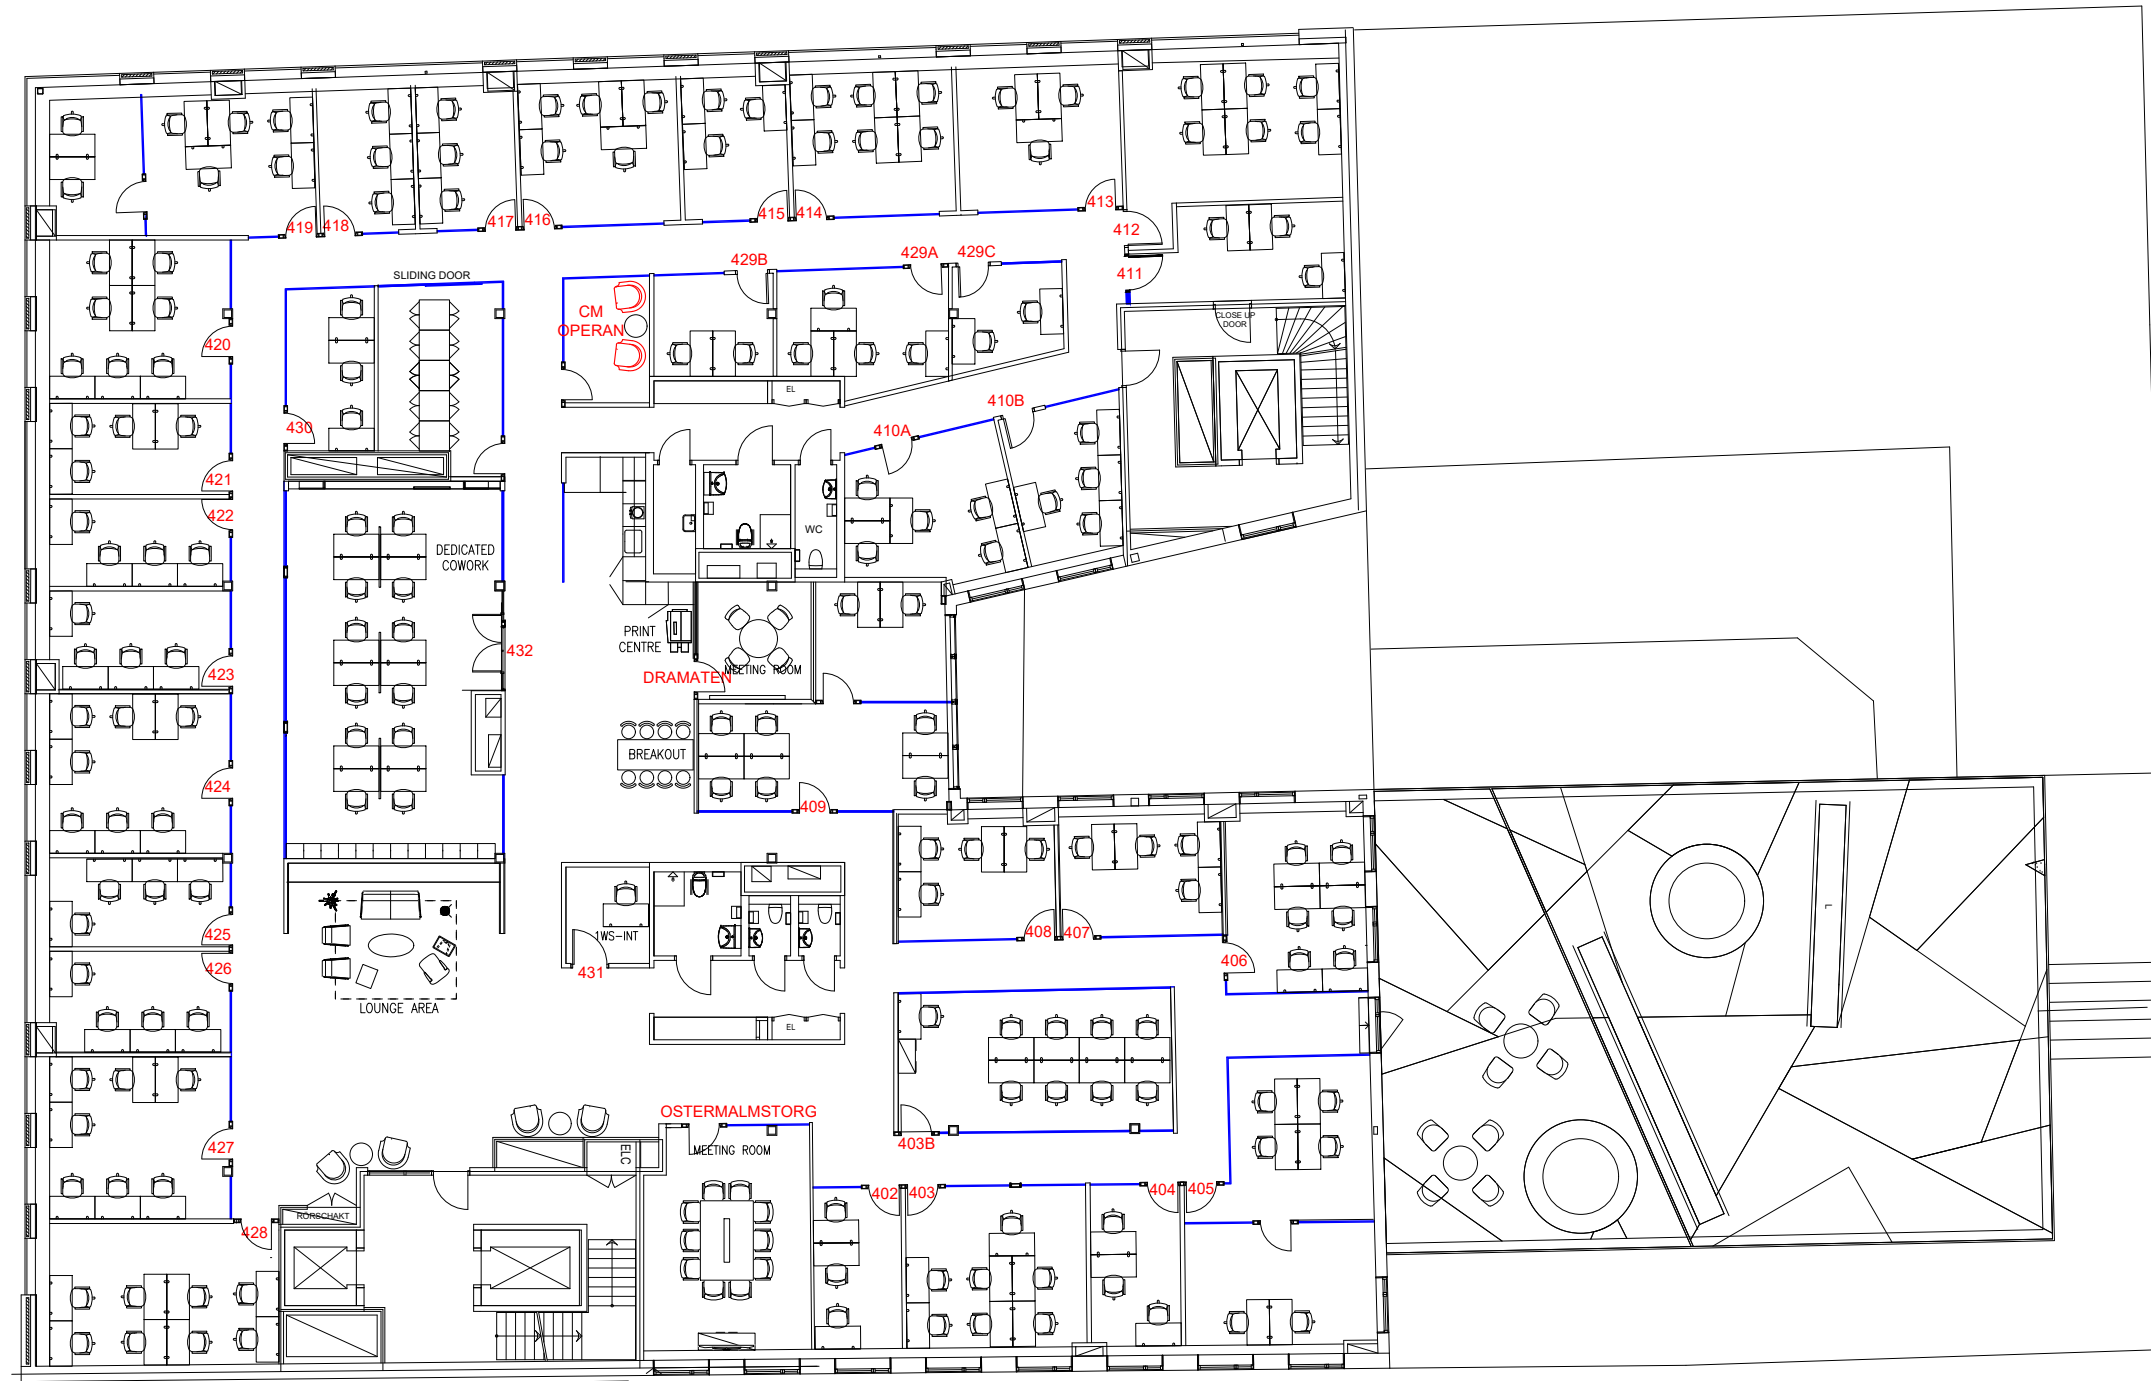 419
418
417
416
415
414
413
412
411
429B
429A
429C
SLIDING DOOR
CM
OPERAN
CLOSE UP
DOOR
420
EL
430
410A
410B
421
422
WC
DEDICATED
COWORK
PRINT
CENTRE
432
423
DRAMATEN
MEETING ROOM
BREAKOUT
424
409
425
426
1WS-INT
431
408
407
406
L
LOUNGE AREA
EL
OSTERMALMSTORG
MEETING ROOM
ELC
403B
427
402
403
404
405
RÖRSCHAKT
428